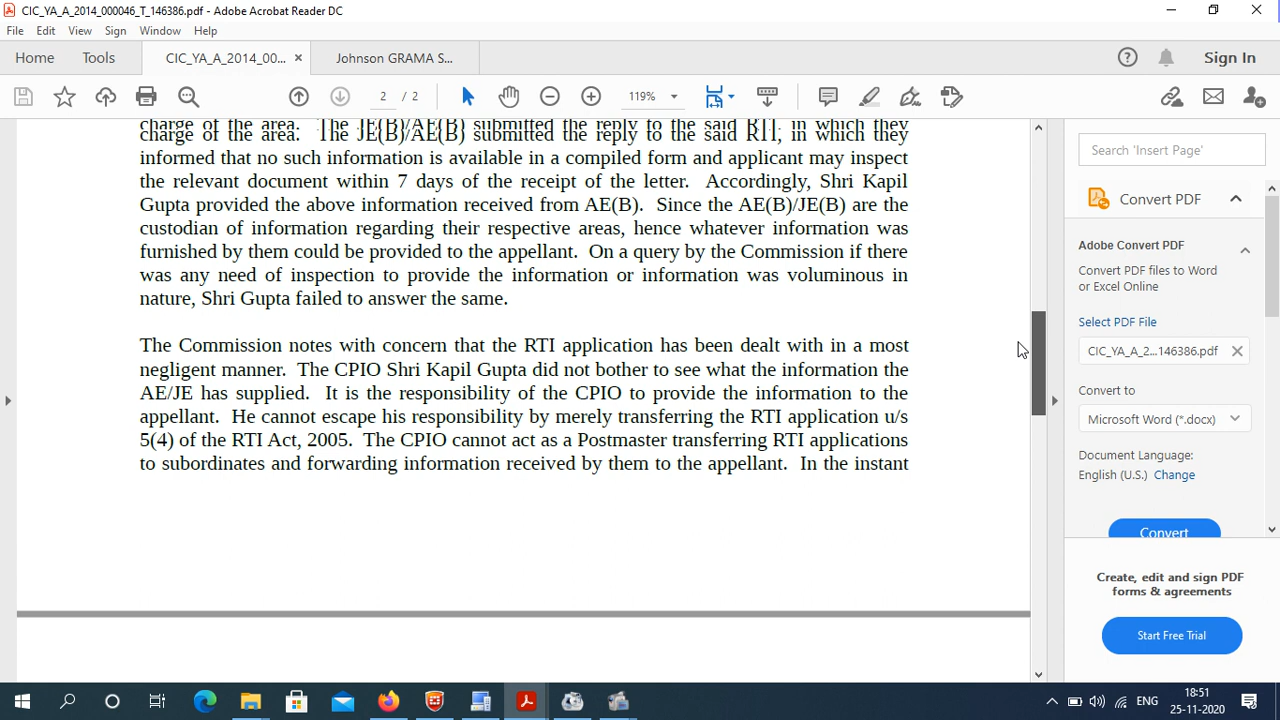 CIC_YA_A_2014_000046_T_146386.pdf - Adobe Acrobat Reader DC
File Edit View Sign Window Help
Home Tools CIC_YA_A_2014_00... × Johnson GRAMA S... Sign In
2 / 2 119%
charge of the area. The JE(B)/AE(B) submitted the reply to the said RTI, in which they
informed that no such information is available in a compiled form and applicant may inspect
the relevant document within 7 days of the receipt of the letter. Accordingly, Shri Kapil
Gupta provided the above information received from AE(B). Since the AE(B)/JE(B) are the
custodian of information regarding their respective areas, hence whatever information was
furnished by them could be provided to the appellant. On a query by the Commission if there
was any need of inspection to provide the information or information was voluminous in
nature, Shri Gupta failed to answer the same.
The Commission notes with concern that the RTI application has been dealt with in a most
negligent manner. The CPIO Shri Kapil Gupta did not bother to see what the information the
AE/JE has supplied. It is the responsibility of the CPIO to provide the information to the
appellant. He cannot escape his responsibility by merely transferring the RTI application u/s
5(4) of the RTI Act, 2005. The CPIO cannot act as a Postmaster transferring RTI applications
to subordinates and forwarding information received by them to the appellant. In the instant
Search 'Insert Page'
Convert PDF
Adobe Convert PDF
Convert PDF files to Word
or Excel Online
Select PDF File
CIC_YA_A_2...146386.pdf
Convert to
Microsoft Word (*.docx)
Document Language:
English (U.S.) Change
Convert
Create, edit and sign PDF
forms & agreements
Start Free Trial
ENG
18:51
25-11-2020